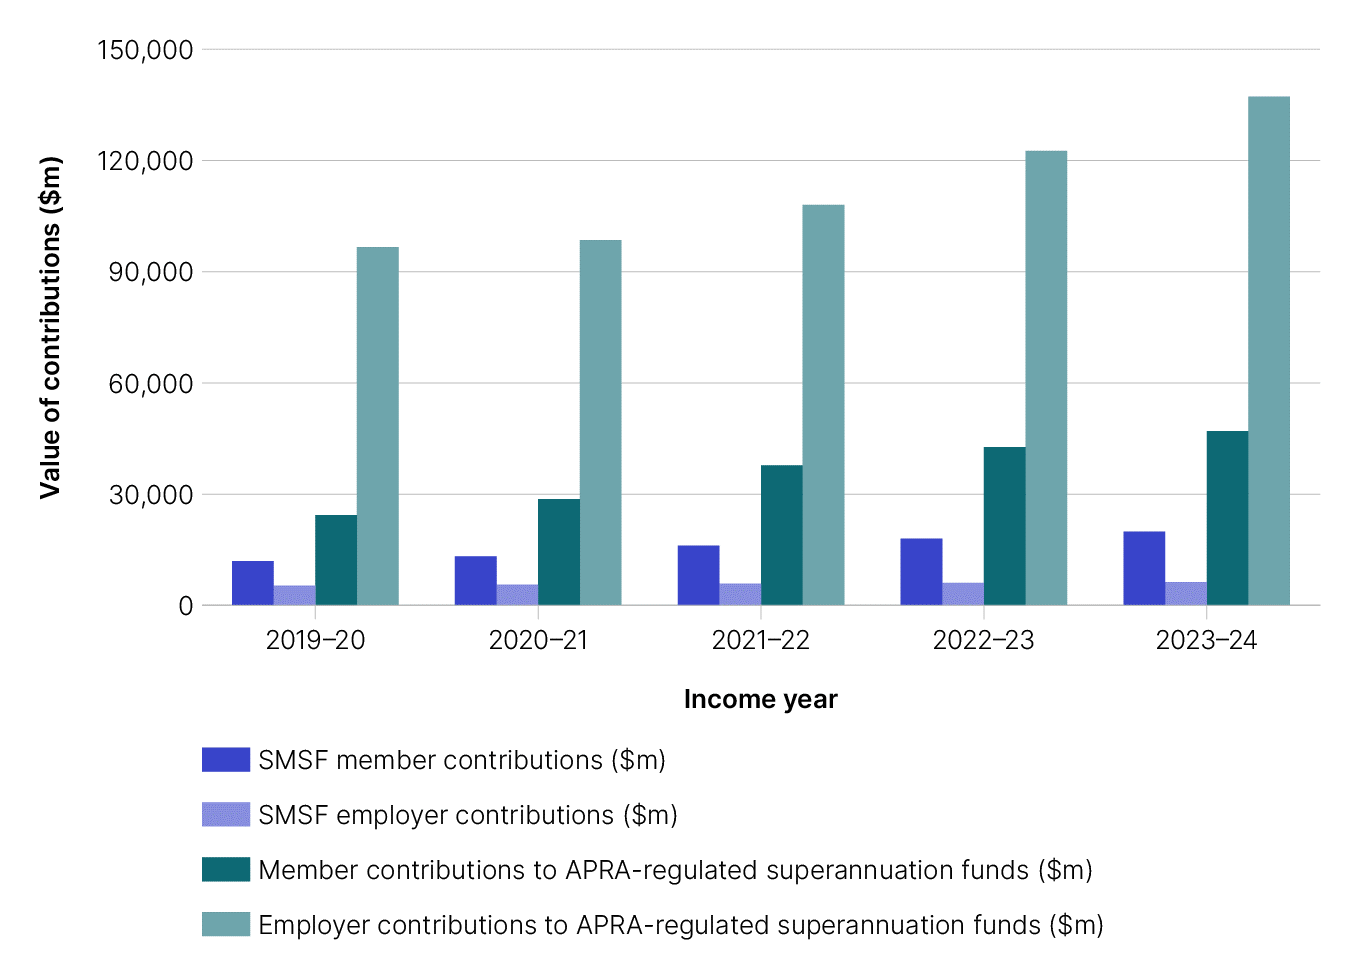 150,000
120,000
90,000
60,000
30,000
0
Value of contributions ($m)
2019–20 2020–21 2021–22 2022–23 2023–24
Income year
SMSF member contributions ($m)
SMSF employer contributions ($m)
Member contributions to APRA-regulated superannuation funds ($m)
Employer contributions to APRA-regulated superannuation funds ($m)